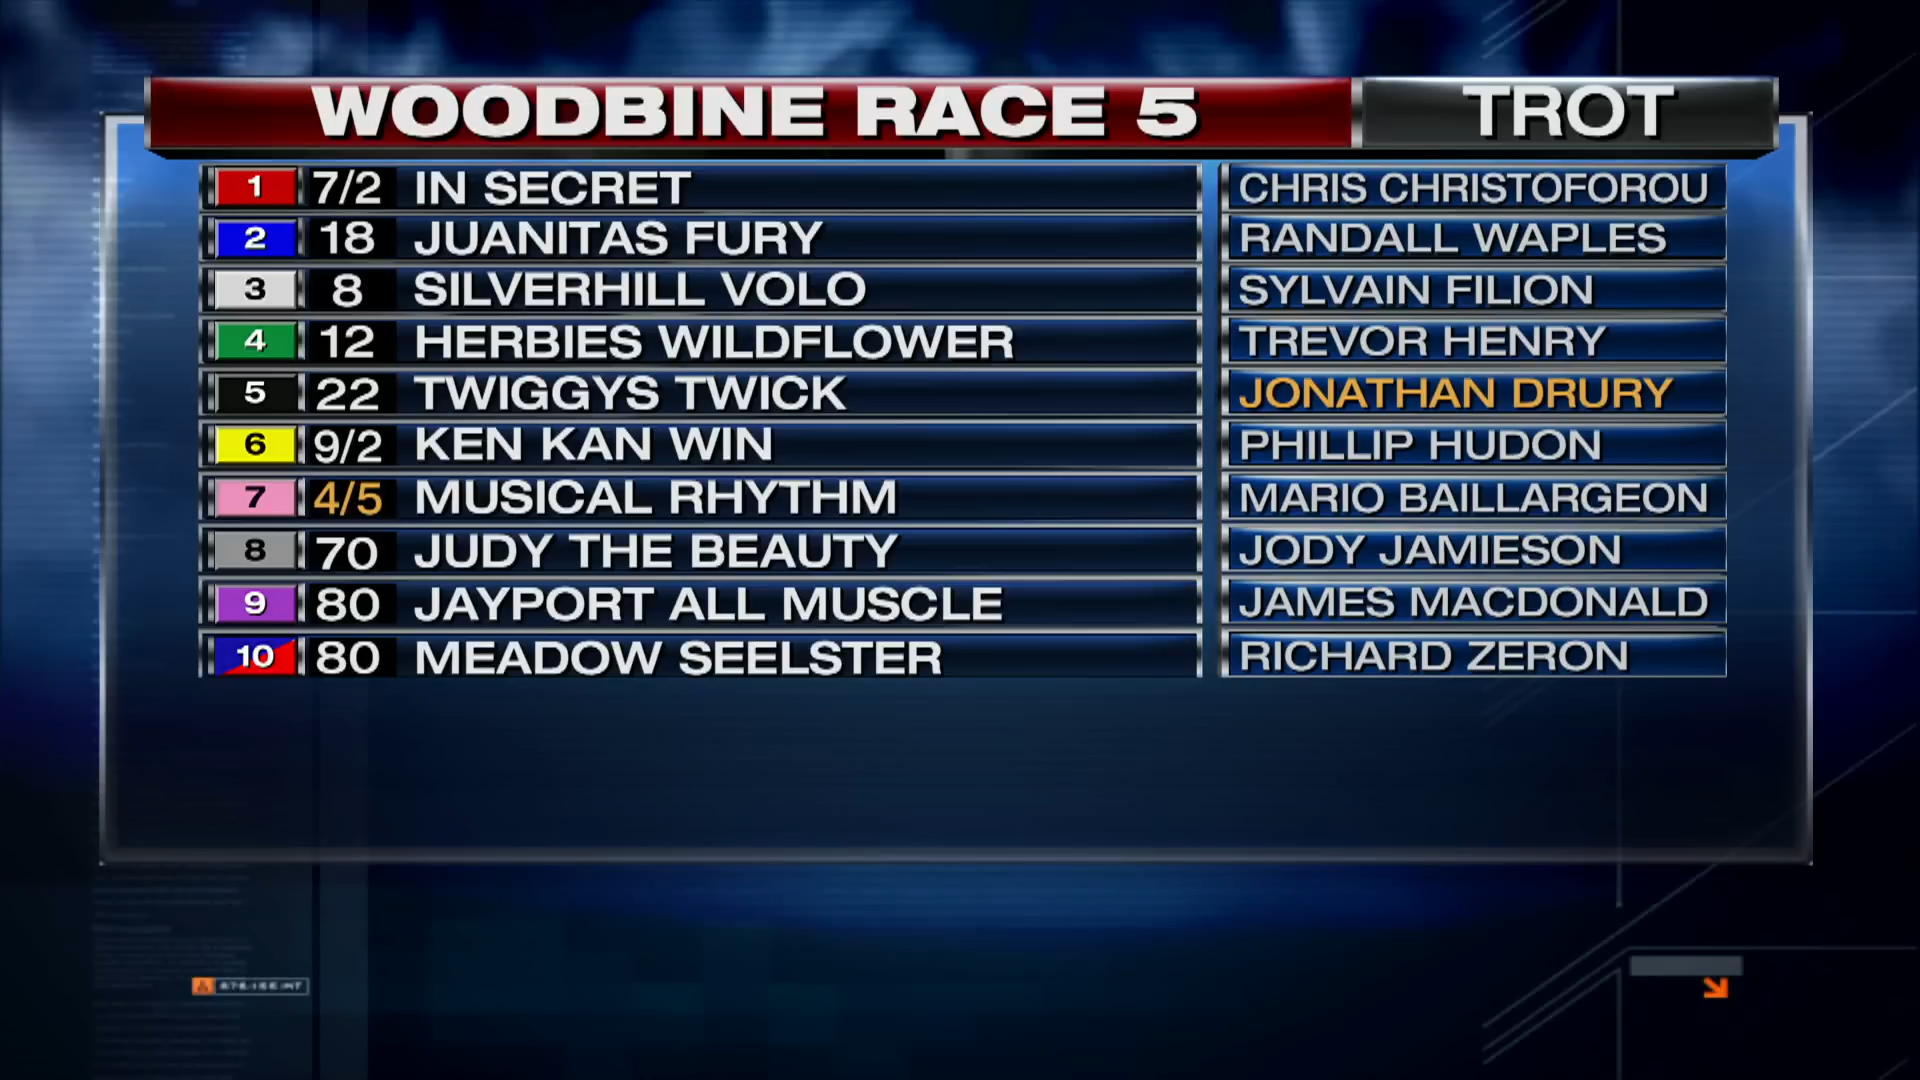 WOODBINE RACE 5 TROT
1 7/2 IN SECRET CHRIS CHRISTOFOROU
2 18 JUANITAS FURY RANDALL WAPLES
3 8 SILVERHILL VOLO SYLVAIN FILION
4 12 HERBIES WILDFLOWER TREVOR HENRY
5 22 TWIGGYS TWICK JONATHAN DRURY
6 9/2 KEN KAN WIN PHILLIP HUDON
7 4/5 MUSICAL RHYTHM MARIO BAILLARGEON
8 70 JUDY THE BEAUTY JODY JAMIESON
9 80 JAYPORT ALL MUSCLE JAMES MACDONALD
10 80 MEADOW SEELSTER RICHARD ZERON